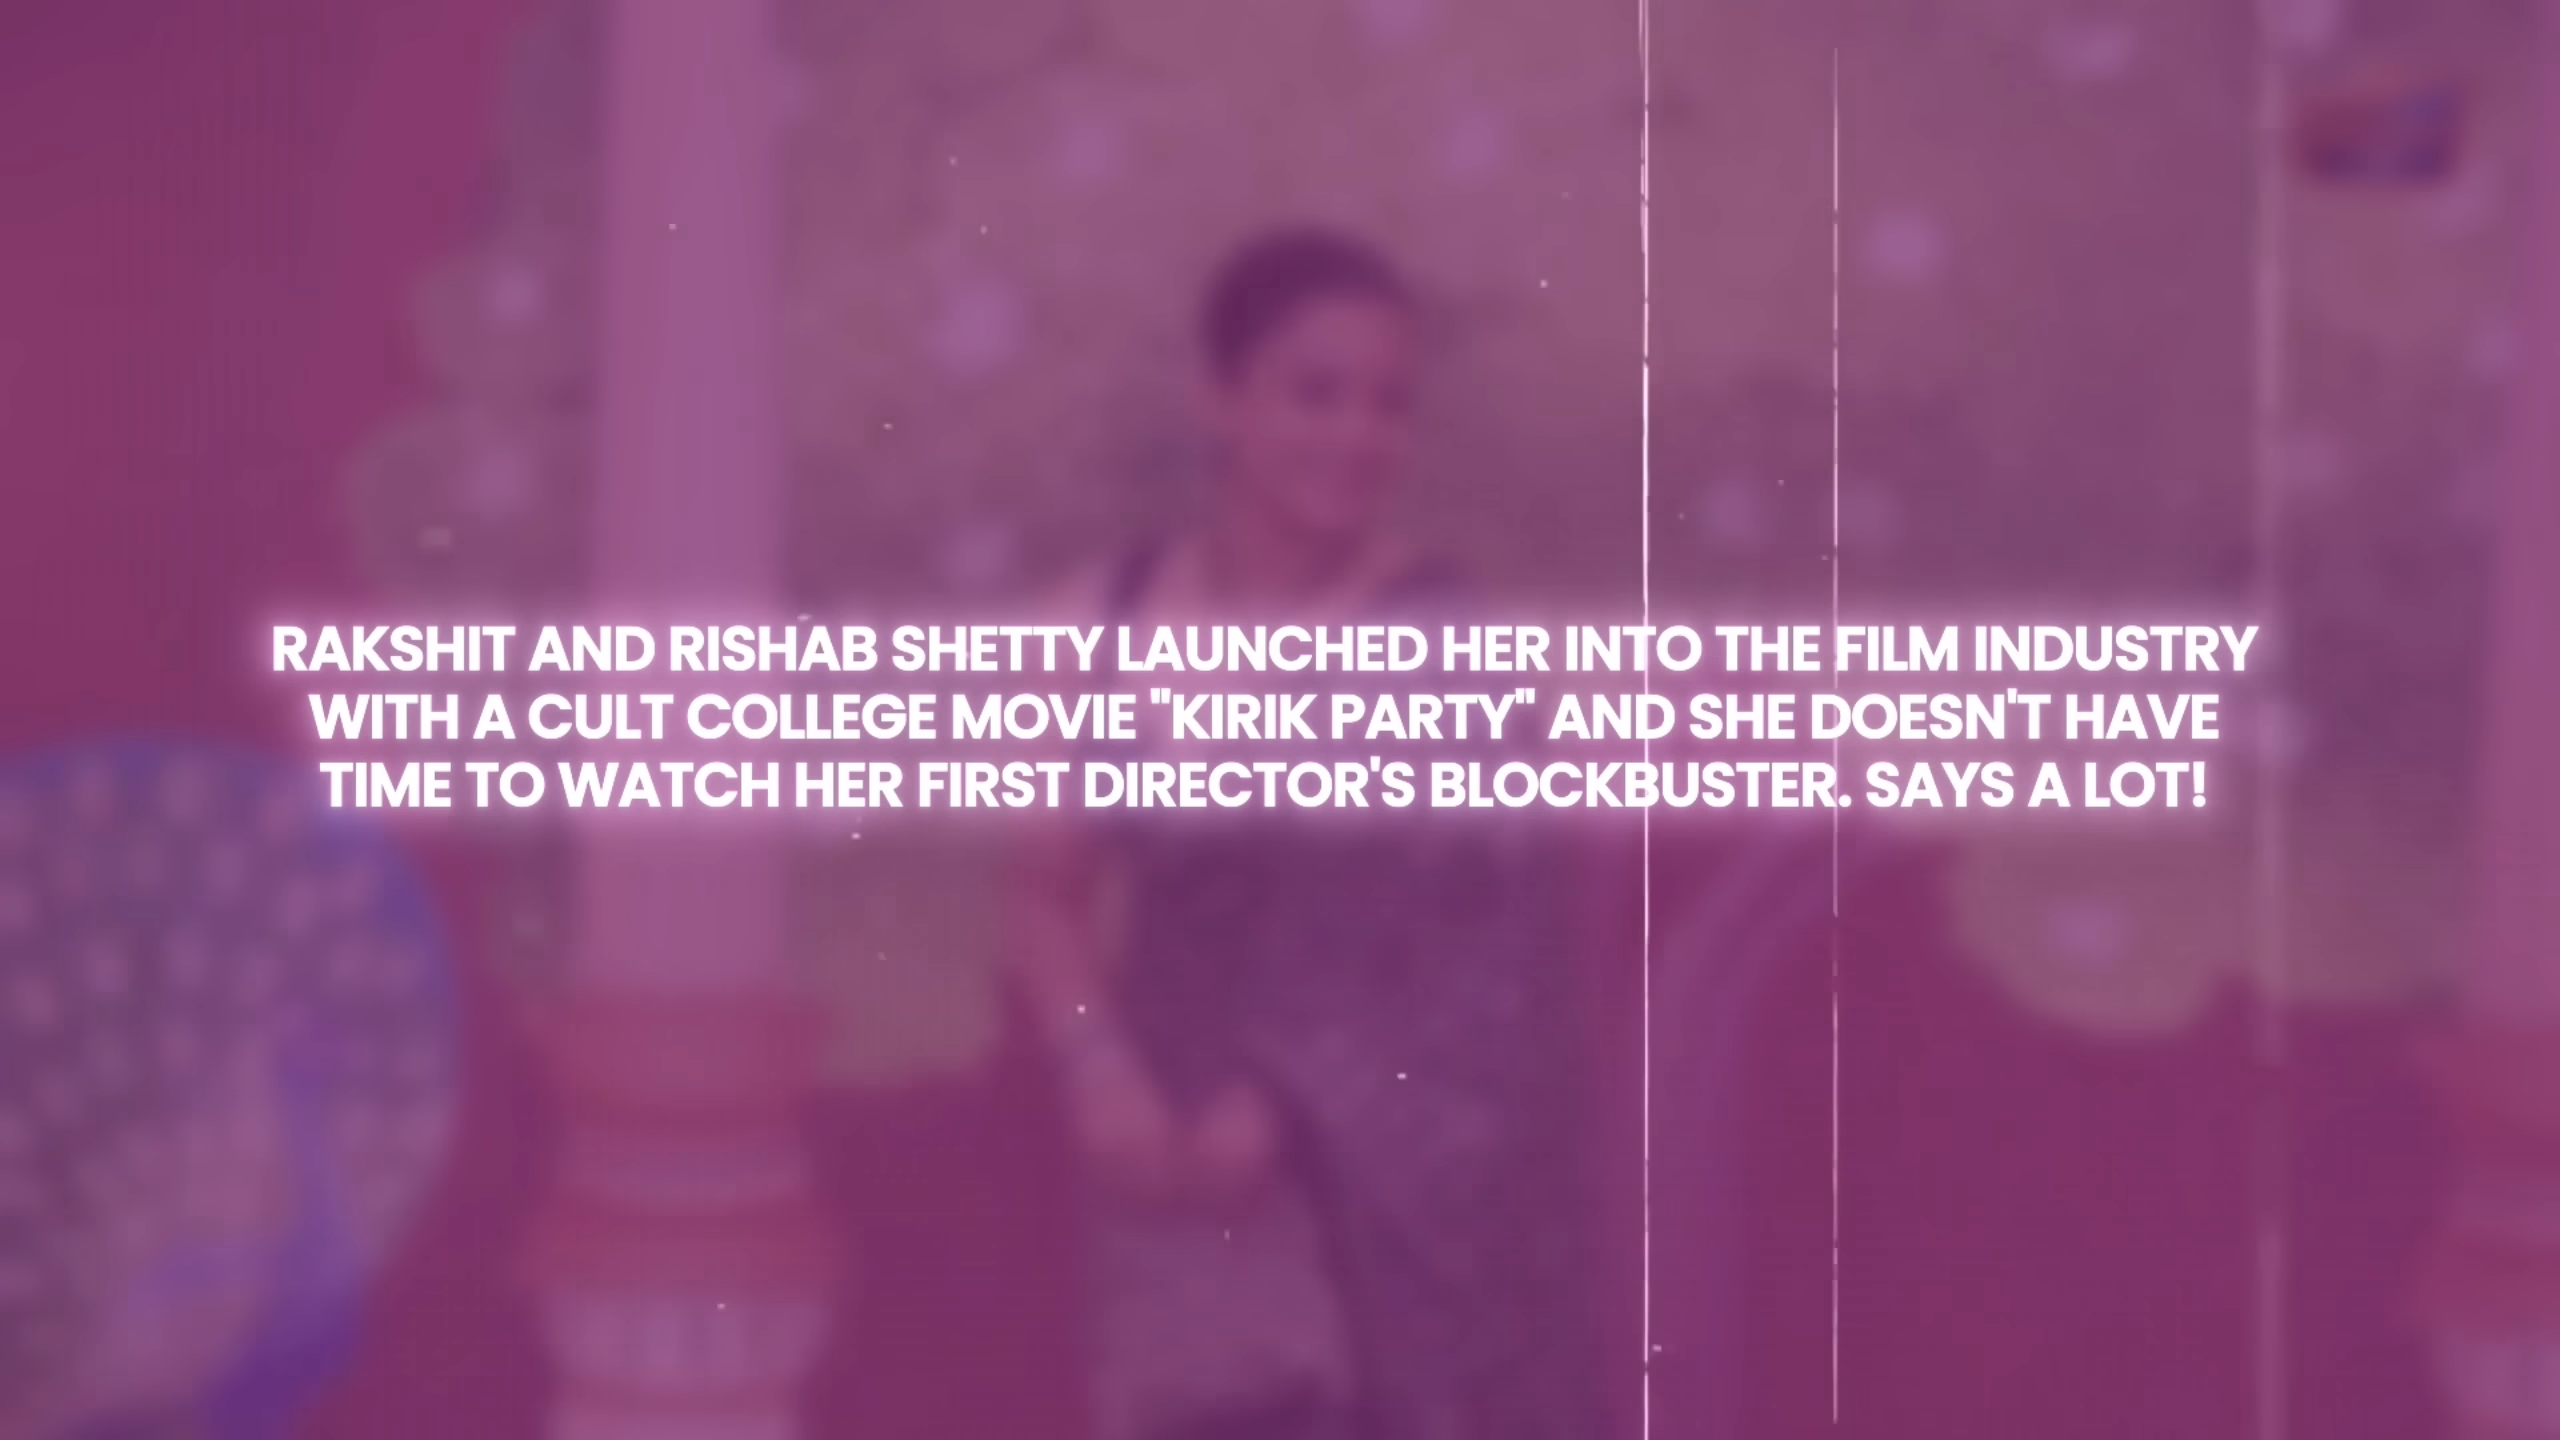 RAKSHIT AND RISHAB SHETTY LAUNCHED HER INTO THE FILM INDUSTRY
WITH A CULT COLLEGE MOVIE "KIRIK PARTY" AND SHE DOESN'T HAVE
TIME TO WATCH HER FIRST DIRECTOR'S BLOCKBUSTER. SAYS A LOT!